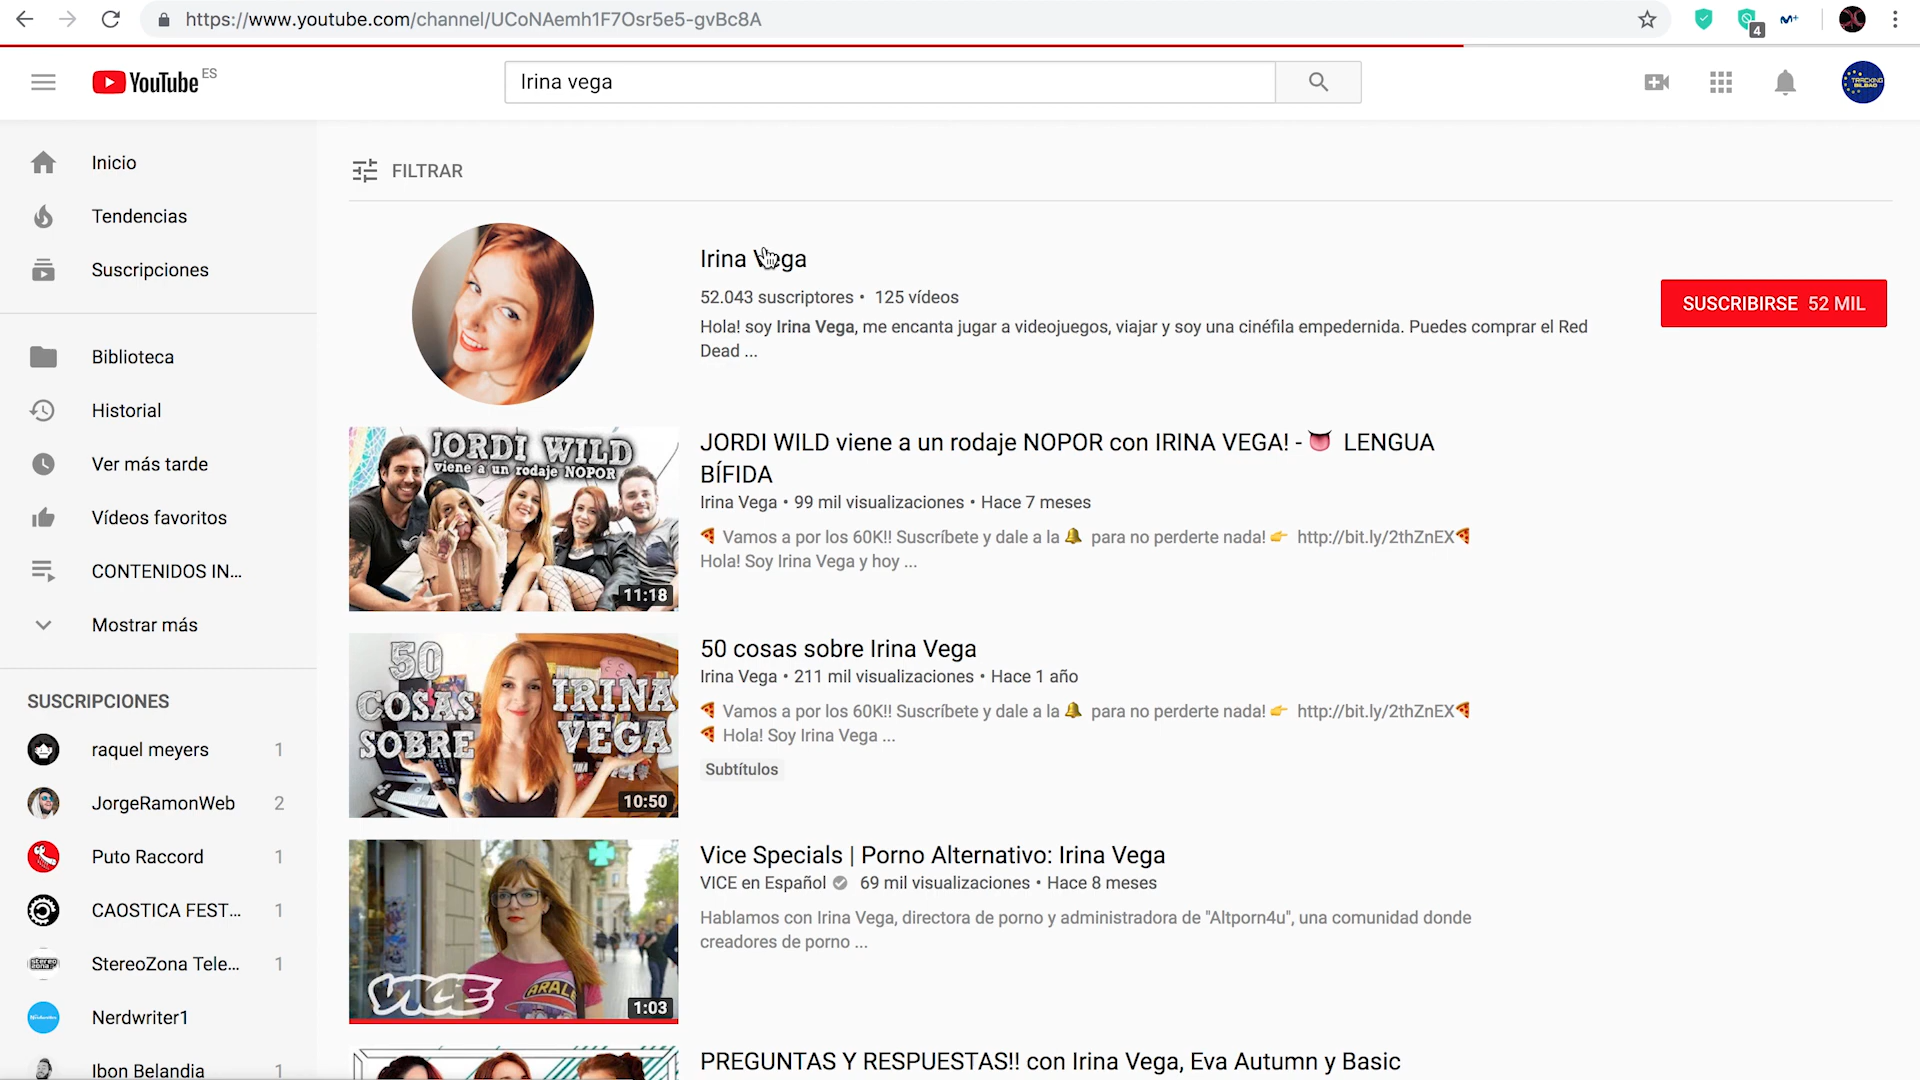 https://www.youtube.com/channel/UCoNAemh1F7Osr5e5-gvBc8A
4
YouTube ES
Irina vega
TRACKING BILBAO
Inicio
Tendencias
Suscripciones
Biblioteca
Historial
Ver más tarde
Vídeos favoritos
CONTENIDOS IN...
Mostrar más
SUSCRIPCIONES
raquel meyers 1
JorgeRamonWeb 2
Puto Raccord 1
CAOSTICA FEST... 1
StereoZona Tele... 1
Nerdwriter1
Ibon Belandia 1
FILTRAR
Irina Vega
52.043 suscriptores • 125 vídeos
Hola! soy Irina Vega, me encanta jugar a videojuegos, viajar y soy una cinéfila empedernida. Puedes comprar el Red
Dead ...
SUSCRIBIRSE 52 MIL
JORDI WILD
viene a un rodaje NOPOR
11:18
JORDI WILD viene a un rodaje NOPOR con IRINA VEGA! - 👅 LENGUA
BÍFIDA
Irina Vega • 99 mil visualizaciones • Hace 7 meses
🍕 Vamos a por los 60K!! Suscríbete y dale a la 🔔 para no perderte nada! 👉 http://bit.ly/2thZnEX🍕
Hola! Soy Irina Vega y hoy ...
50
COSAS
SOBRE
IRINA
VEGA
10:50
50 cosas sobre Irina Vega
Irina Vega • 211 mil visualizaciones • Hace 1 año
🍕 Vamos a por los 60K!! Suscríbete y dale a la 🔔 para no perderte nada! 👉 http://bit.ly/2thZnEX🍕
🍕 Hola! Soy Irina Vega ...
Subtítulos
VICE
ARALE
1:03
Vice Specials | Porno Alternativo: Irina Vega
VICE en Español 69 mil visualizaciones • Hace 8 meses
Hablamos con Irina Vega, directora de porno y administradora de "Altporn4u", una comunidad donde
creadores de porno ...
PREGUNTAS Y RESPUESTAS!! con Irina Vega, Eva Autumn y Basic